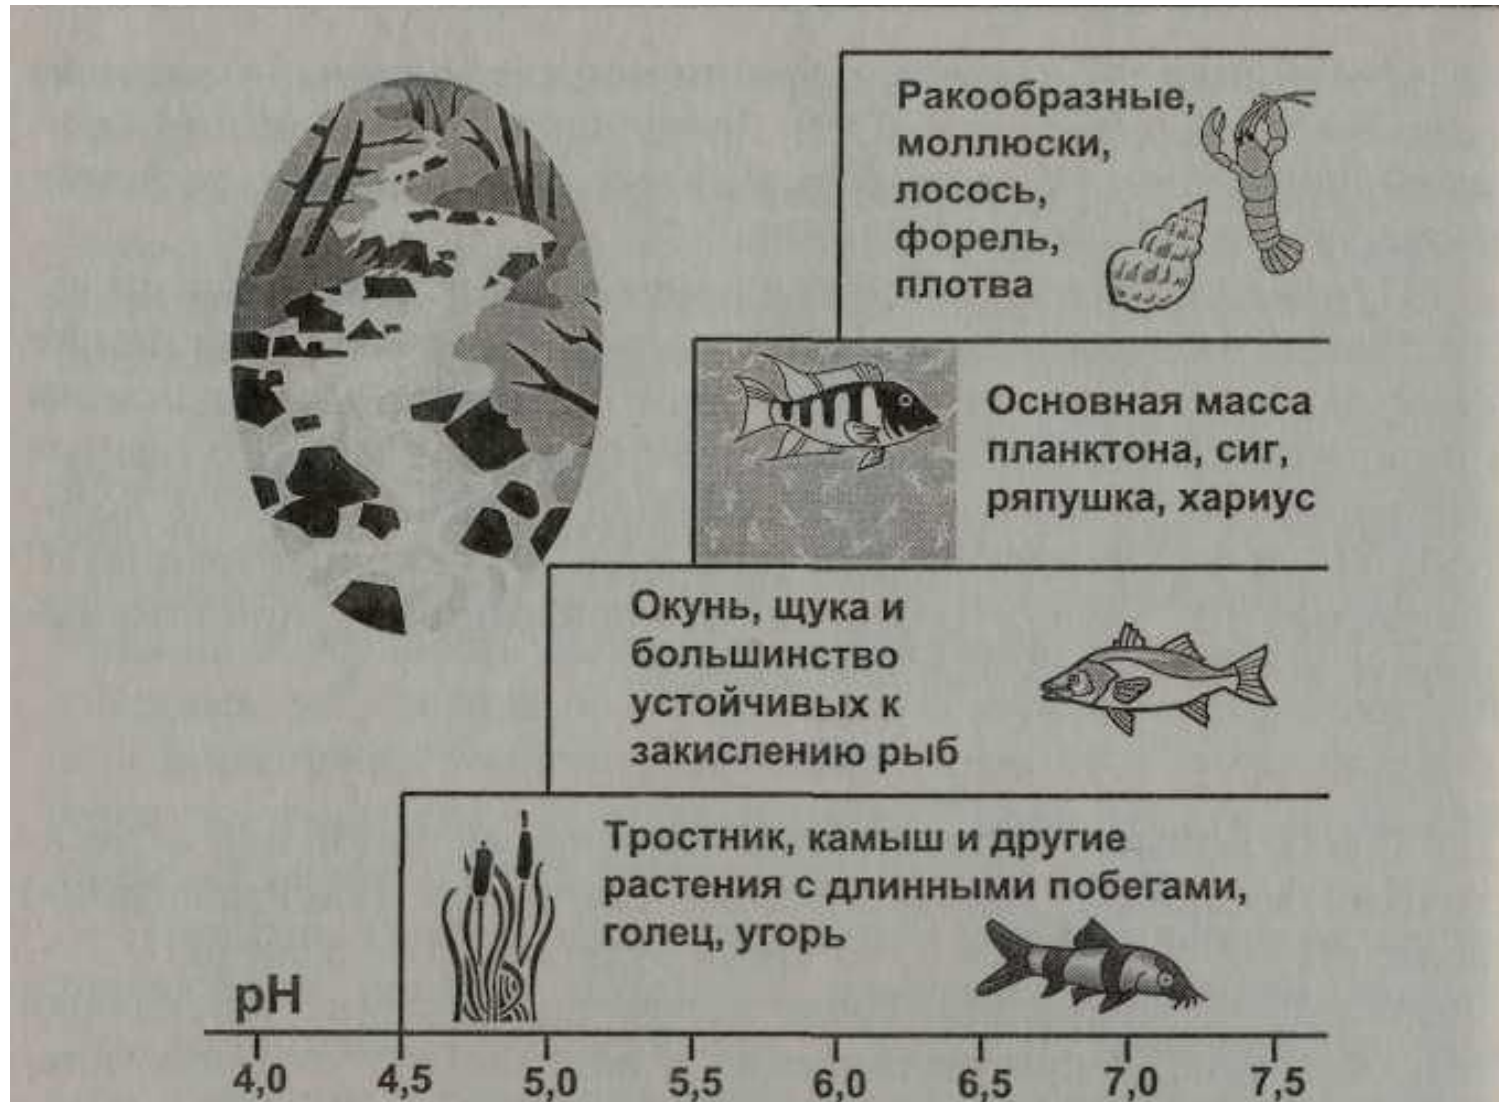 Ракообразные,
моллюски,
лосось,
форель,
плотва
Основная масса
планктона, сиг,
ряпушка, хариус
Окунь, щука и
большинство
устойчивых к
закислению рыб
Тростник, камыш и другие
растения с длинными побегами,
голец, угорь
pH
4,0 4,5 5,0 5,5 6,0 6,5 7,0 7,5